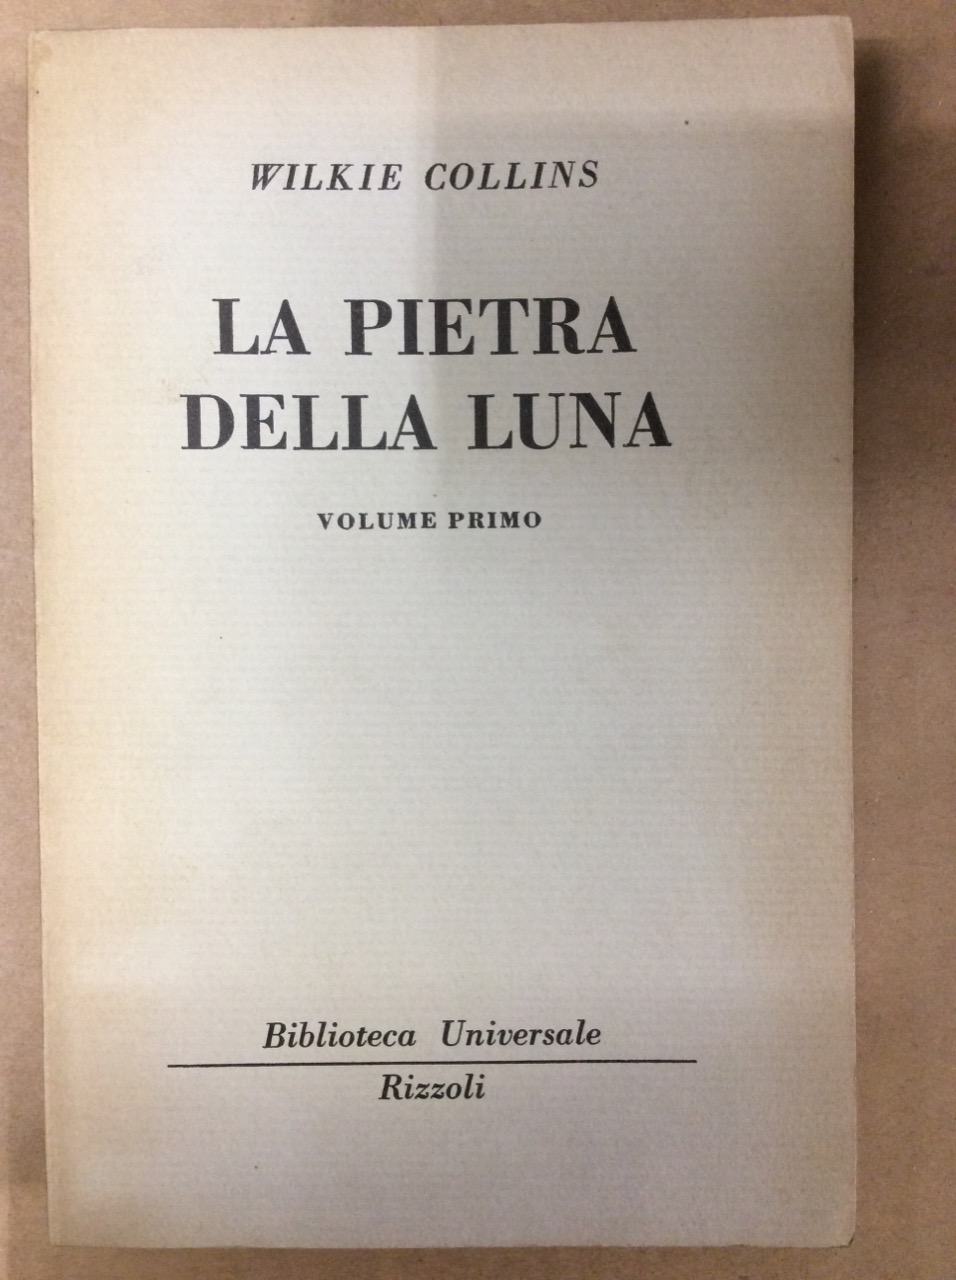 WILKIE COLLINS
LA PIETRA
DELLA LUNA
VOLUME PRIMO
Biblioteca Universale
Rizzoli